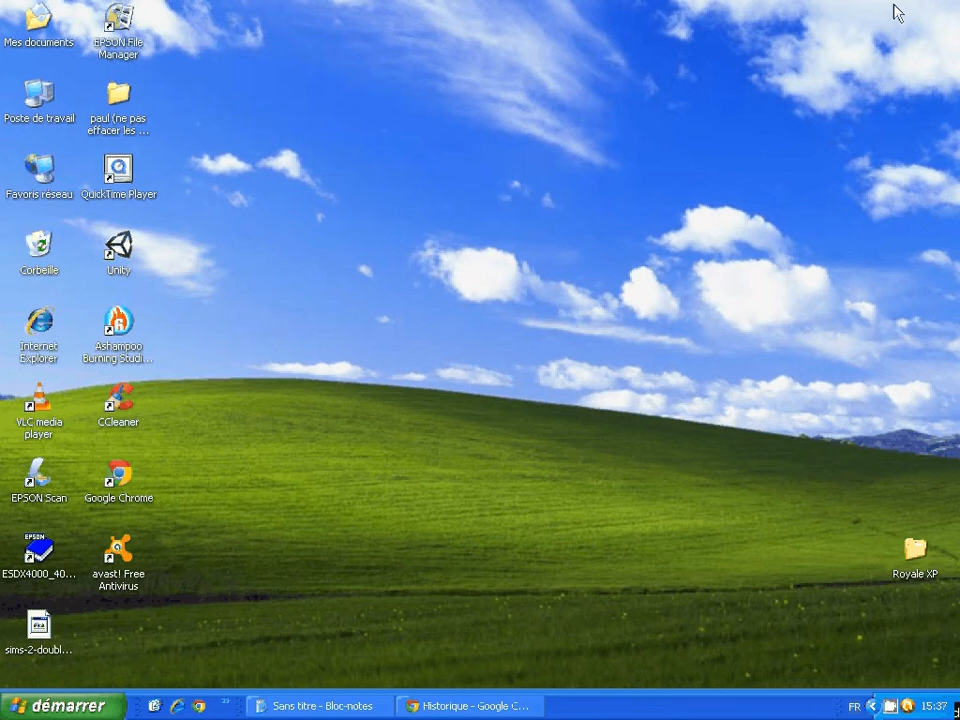 Mes documents
EPSON File
Manager
Poste de travail
paul (ne pas
effacer les ...
Favoris réseau
QuickTime Player
Corbeille
Unity
Internet
Explorer
Ashampoo
Burning Studi...
VLC media
player
CCleaner
EPSON Scan
Google Chrome
EPSON
ESDX4000_40...
avast! Free
Antivirus
Royale XP
sims-2-doubl...
démarrer
Sans titre - Bloc-notes
Historique - Google C...
FR
15:37